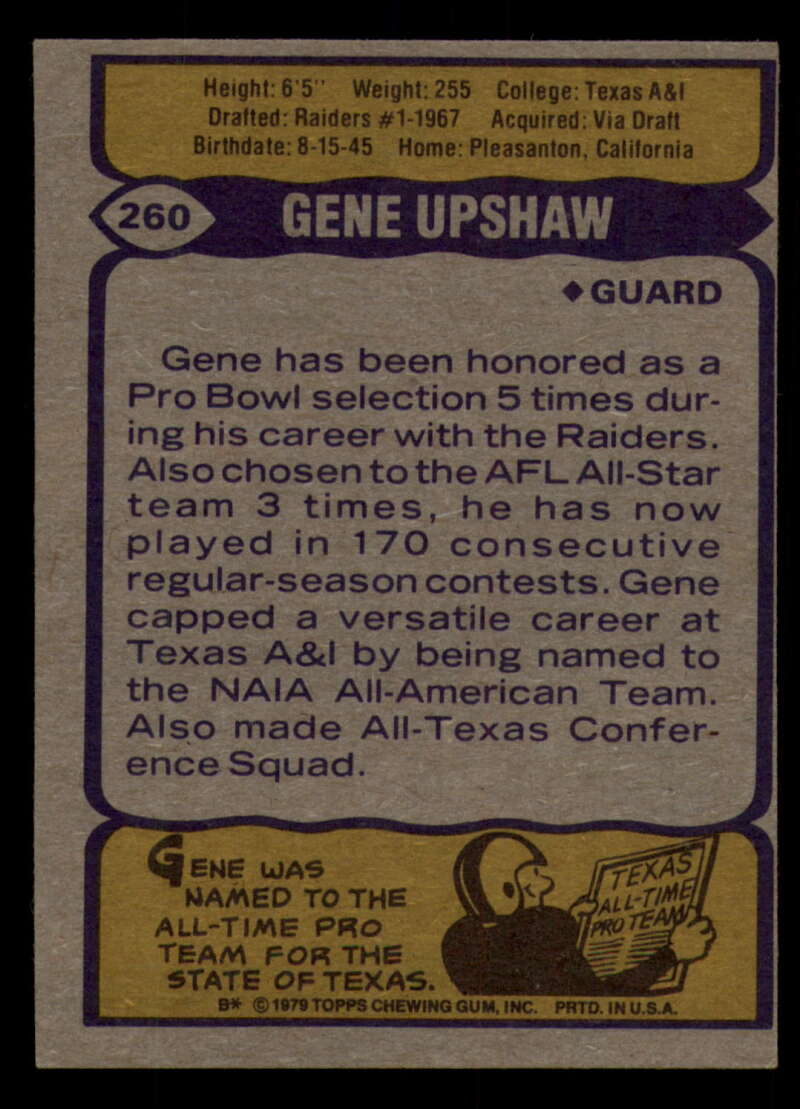 Height: 6'5" Weight: 255 College: Texas A&I
Drafted: Raiders #1-1967 Acquired: Via Draft
Birthdate: 8-15-45 Home: Pleasanton, California
260 GENE UPSHAW
♦ GUARD
Gene has been honored as a
Pro Bowl selection 5 times dur-
ing his career with the Raiders.
Also chosen to the AFL All-Star
team 3 times, he has now
played in 170 consecutive
regular-season contests. Gene
capped a versatile career at
Texas A&I by being named to
the NAIA All-American Team.
Also made All-Texas Confer-
ence Squad.
GENE WAS
NAMED TO THE
ALL-TIME PRO
TEAM FOR THE
STATE OF TEXAS.
TEXAS
ALL-TIME
PRO TEAM
B* © 1979 TOPPS CHEWING GUM, INC. PRTD. IN U.S.A.